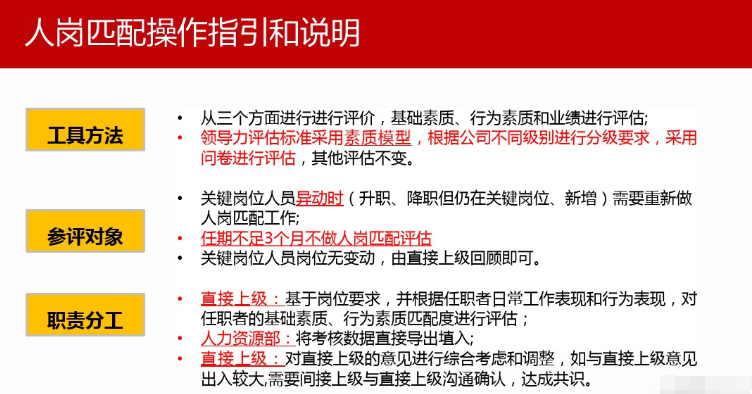 人岗匹配操作指引和说明
工具方法
• 从三个方面进行进行评价，基础素质、行为素质和业绩进行评估;
• 领导力评估标准采用素质模型，根据公司不同级别进行分级要求，采用
问卷进行评估，其他评估不变。
参评对象
• 关键岗位人员异动时（升职、降职但仍在关键岗位、新增）需要重新做
人岗匹配工作;
• 任期不足3个月不做人岗匹配评估
• 关键岗位人员岗位无变动，由直接上级回顾即可。
职责分工
• 直接上级：基于岗位要求，并根据任职者日常工作表现和行为表现，对
任职者的基础素质、行为素质匹配度进行评估；
• 人力资源部：将考核数据直接导出填入;
• 直接上级：对直接上级的意见进行综合考虑和调整，如与直接上级意见
出入较大,需要间接上级与直接上级沟通确认，达成共识。